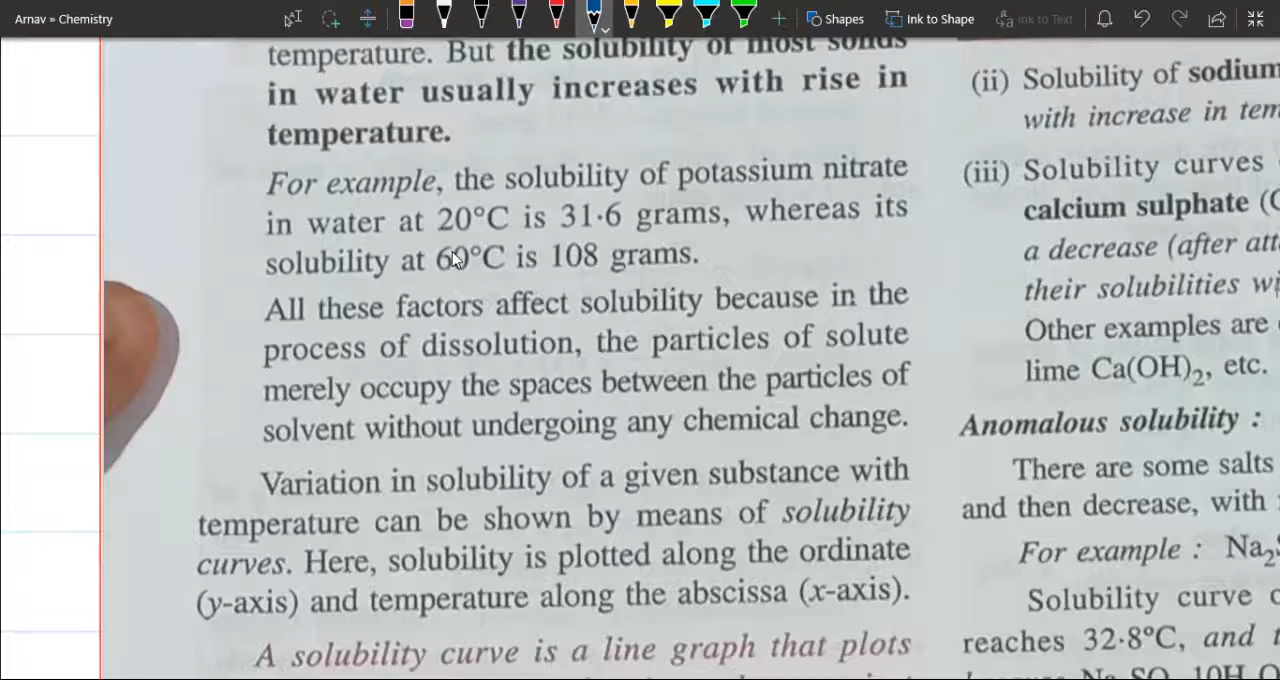 Arnav » Chemistry
Shapes
Ink to Shape
Ink to Text
temperature. But the solubility of most solids
in water usually increases with rise in
temperature.
For example, the solubility of potassium nitrate
in water at 20°C is 31·6 grams, whereas its
solubility at 60°C is 108 grams.
All these factors affect solubility because in the
process of dissolution, the particles of solute
merely occupy the spaces between the particles of
solvent without undergoing any chemical change.
Variation in solubility of a given substance with
temperature can be shown by means of solubility
curves. Here, solubility is plotted along the ordinate
(y-axis) and temperature along the abscissa (x-axis).
A solubility curve is a line graph that plots
(ii) Solubility of sodium
with increase in tem
(iii) Solubility curves
calcium sulphate (C
a decrease (after att
their solubilities wi
Other examples are
lime Ca(OH)₂, etc.
Anomalous solubility :
There are some salts
and then decrease, with
For example : Na₂S
Solubility curve
reaches 32·8°C, and